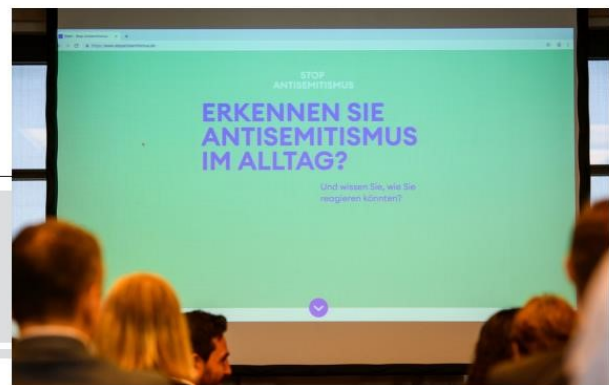 STOP
ANTISEMITISMUS
ERKENNEN SIE
ANTISEMITISMUS
IM ALLTAG?
Und wissen Sie, wie Sie
reagieren könnten?